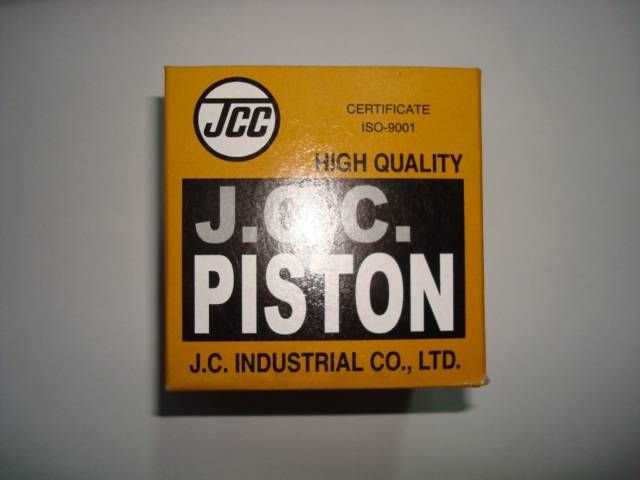 JCC
CERTIFICATE
ISO-9001
HIGH QUALITY
J.C.C.
PISTON
J.C. INDUSTRIAL CO., LTD.